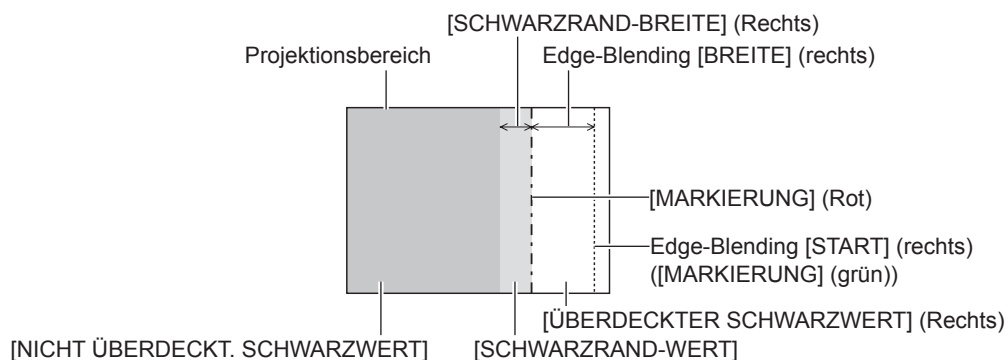 [SCHWARZRAND-BREITE] (Rechts)
Projektionsbereich
Edge-Blending [BREITE] (rechts)
[MARKIERUNG] (Rot)
Edge-Blending [START] (rechts)
([MARKIERUNG] (grün))
[ÜBERDECKTER SCHWARZWERT] (Rechts)
[NICHT ÜBERDECKT. SCHWARZWERT]
[SCHWARZRAND-WERT]